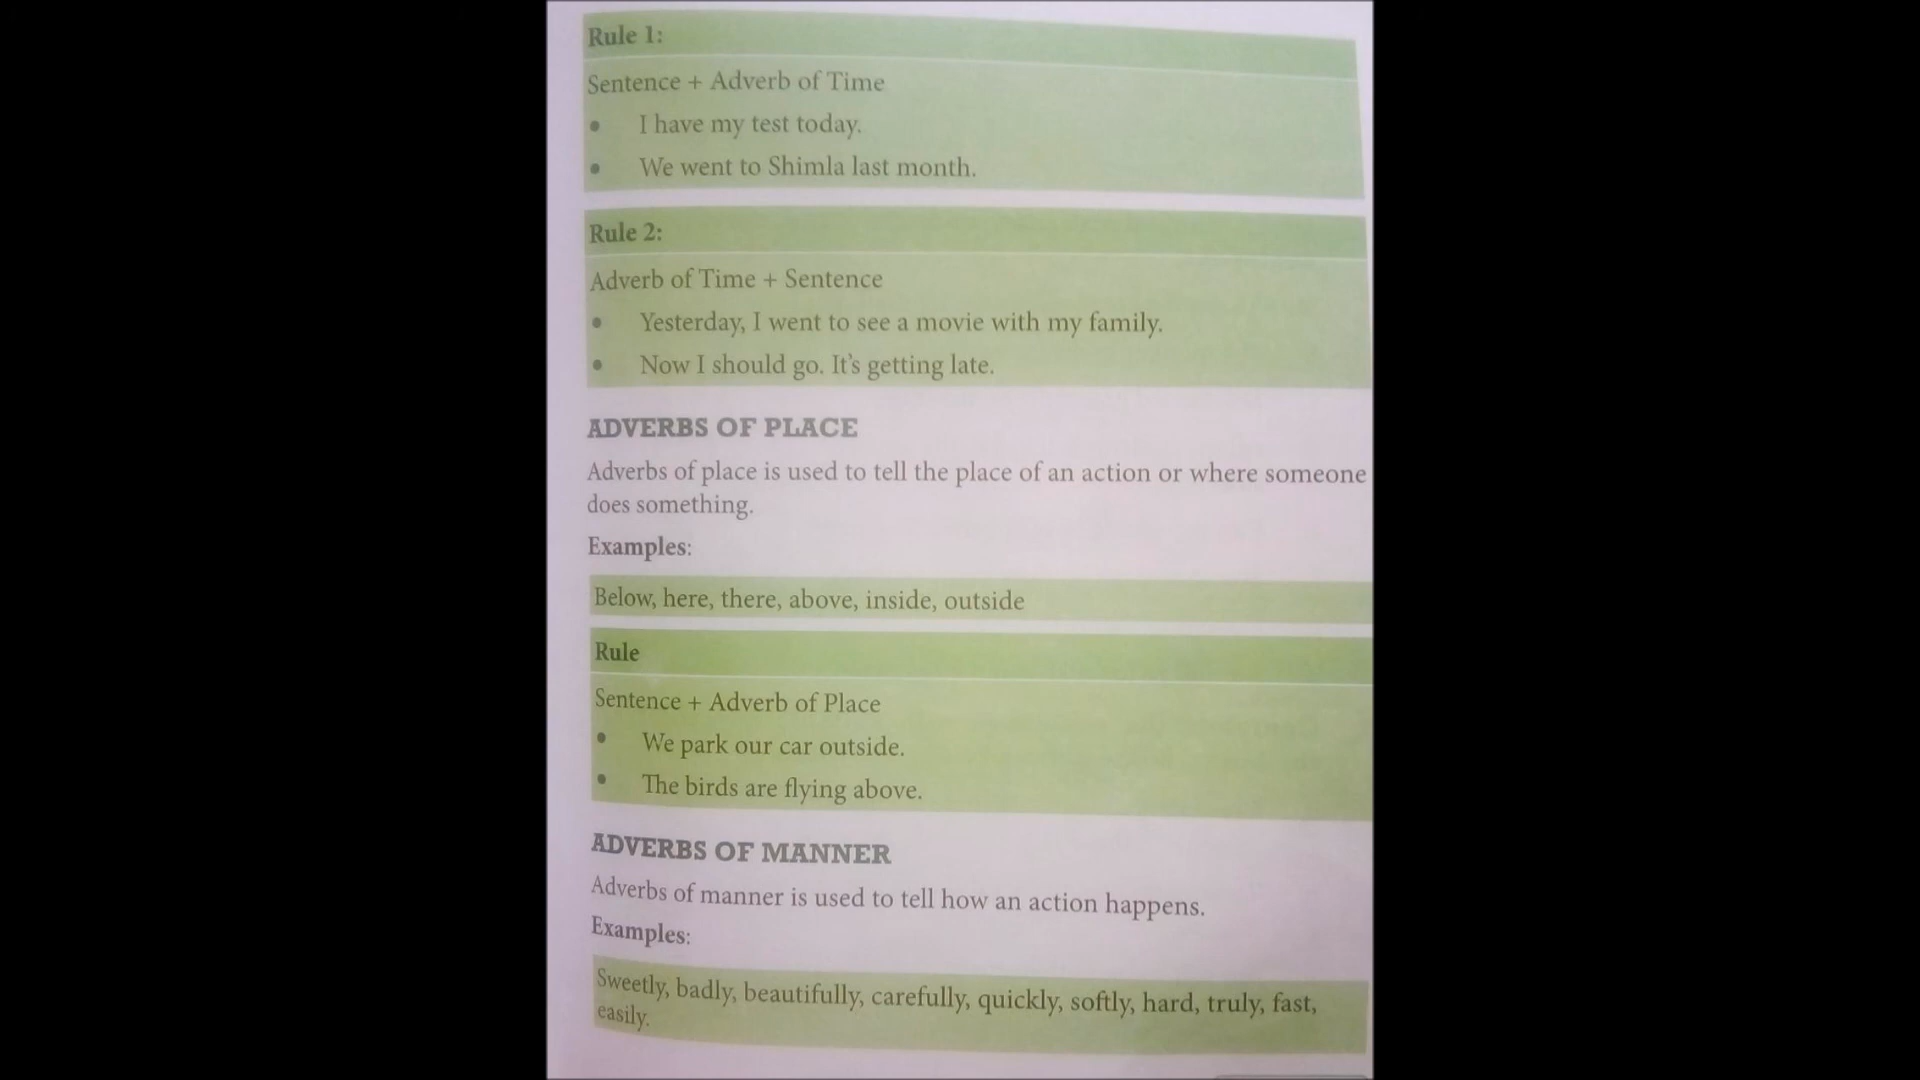 Rule 1:
Sentence + Adverb of Time
• I have my test today.
• We went to Shimla last month.
Rule 2:
Adverb of Time + Sentence
• Yesterday, I went to see a movie with my family.
• Now I should go. It's getting late.
ADVERBS OF PLACE
Adverbs of place is used to tell the place of an action or where someone
does something.
Examples:
Below, here, there, above, inside, outside
Rule
Sentence + Adverb of Place
• We park our car outside.
• The birds are flying above.
ADVERBS OF MANNER
Adverbs of manner is used to tell how an action happens.
Examples:
Sweetly, badly, beautifully, carefully, quickly, softly, hard, truly, fast,
easily.